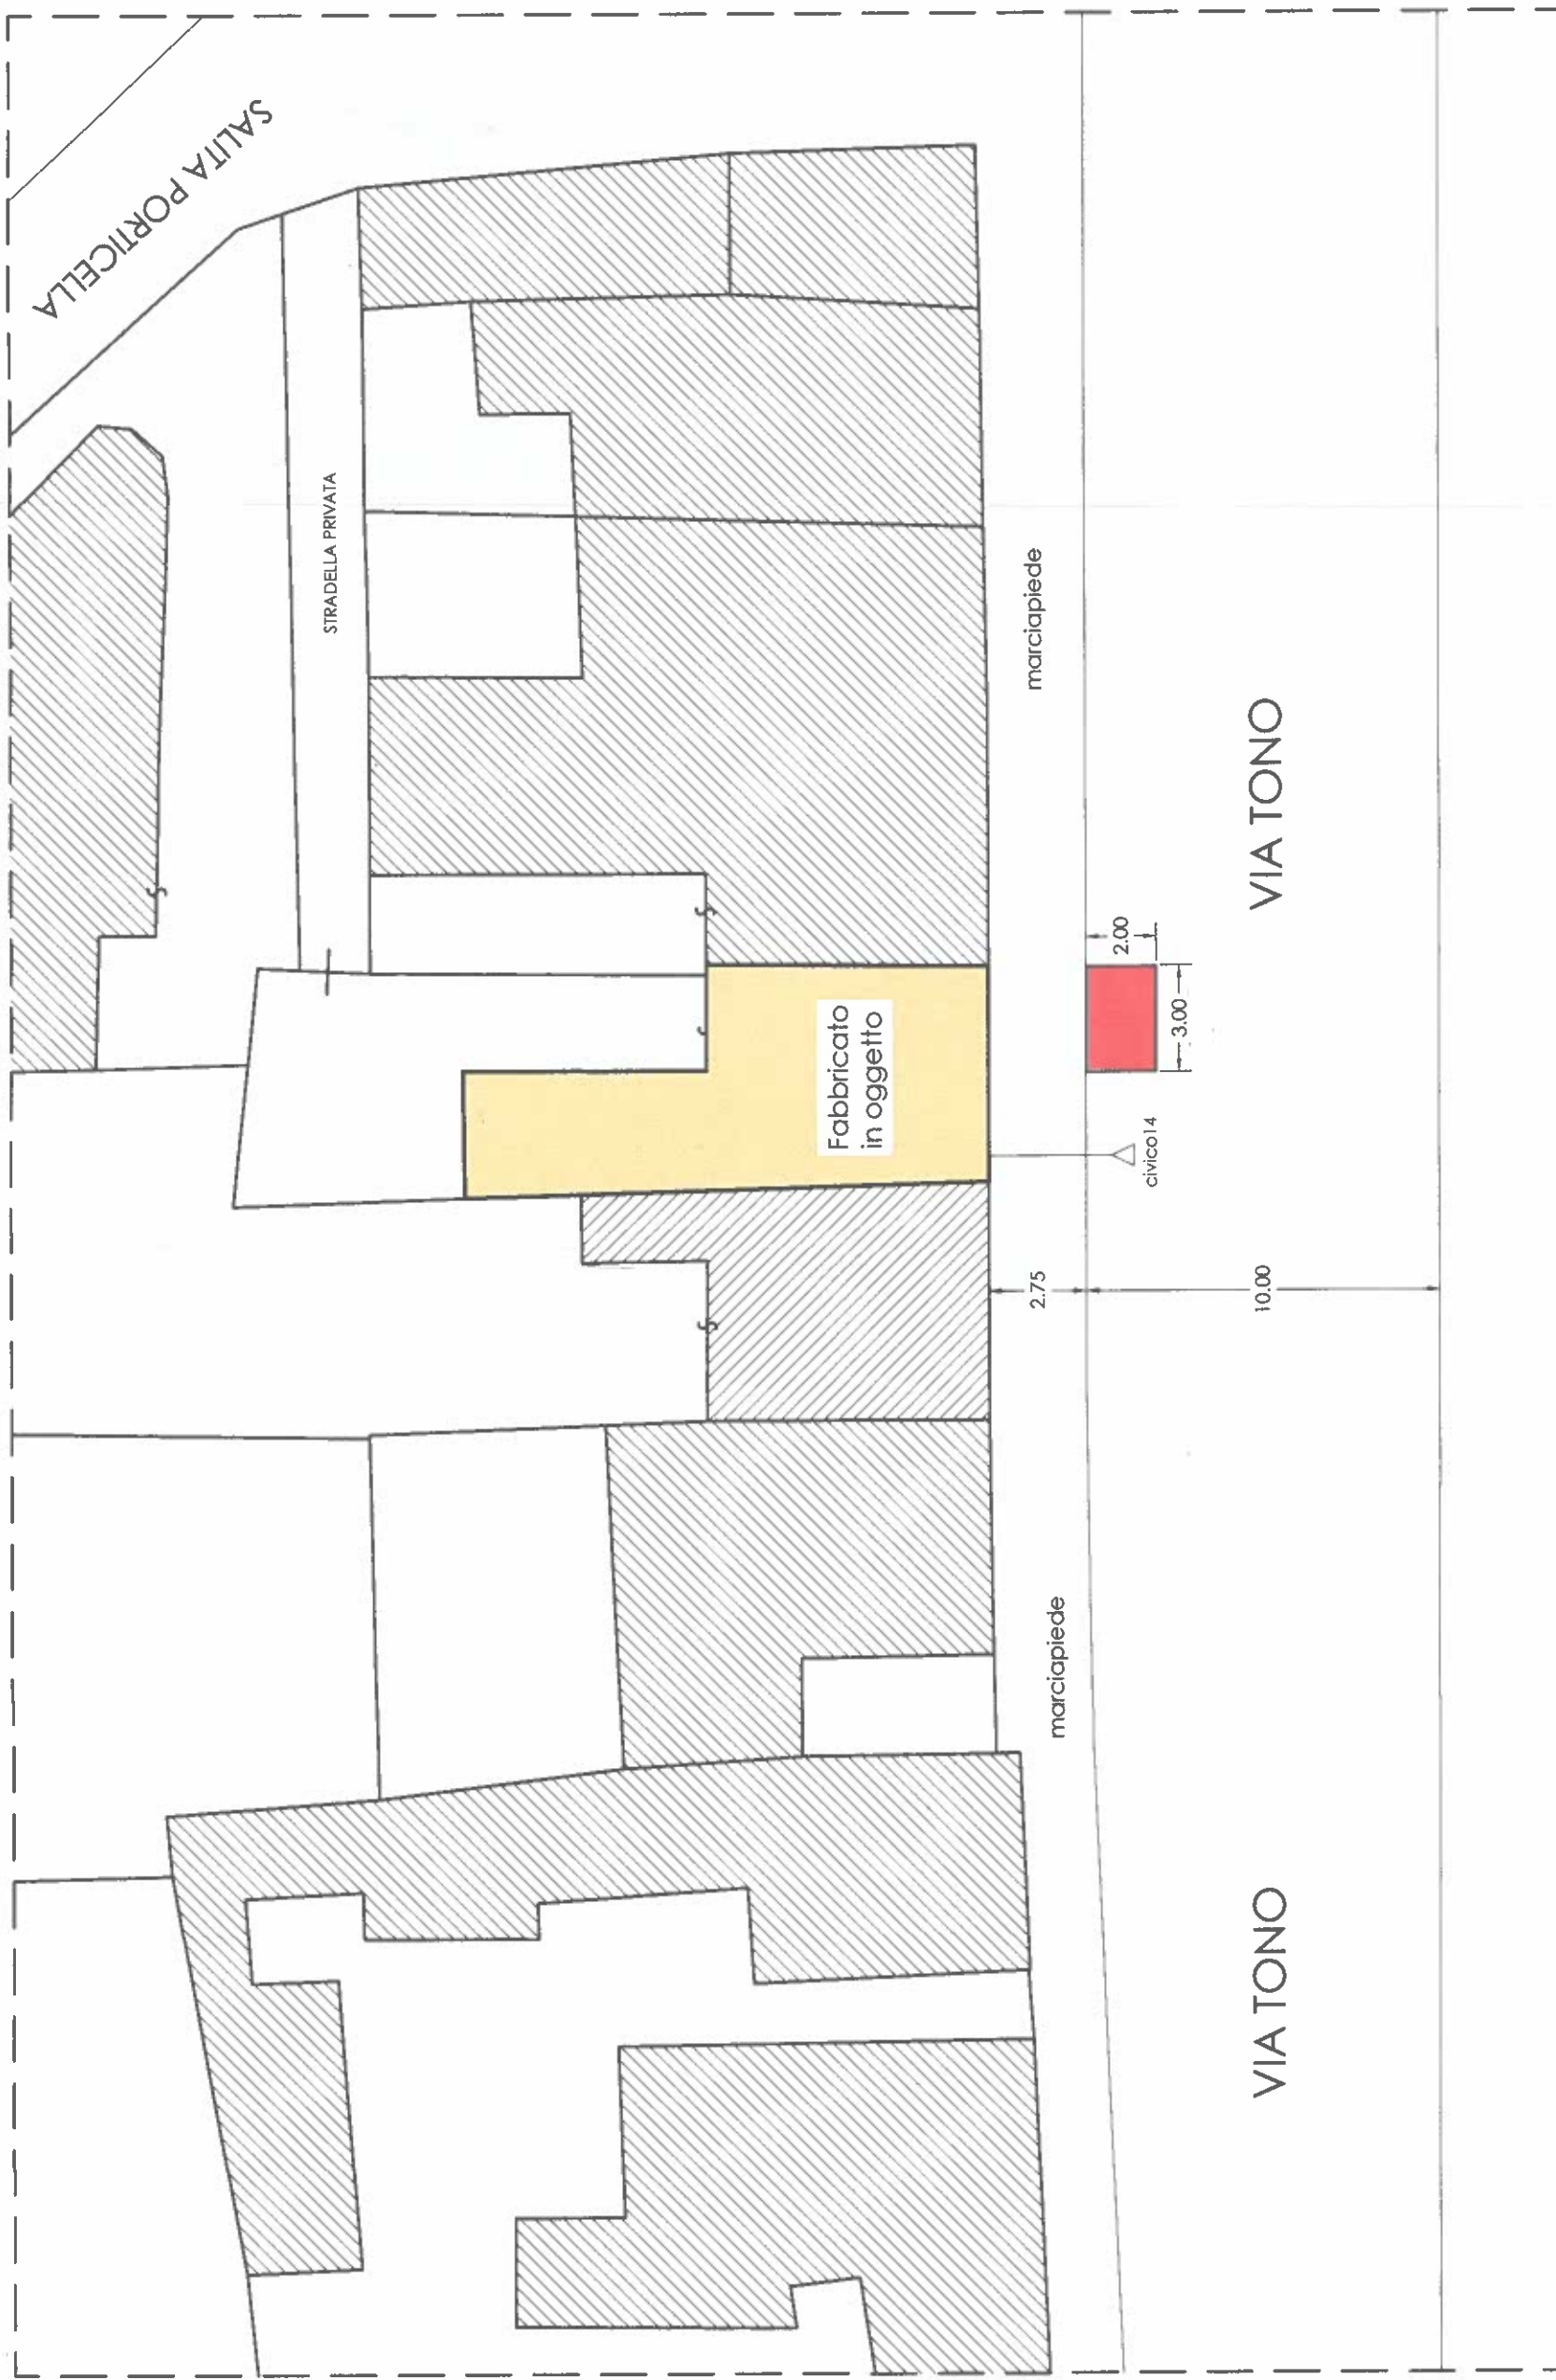 SALITA PORTICELLA
STRADELLA PRIVATA
marciapiede
VIA TONO
2.00
3.00
Fabbricato
in oggetto
civico14
2.75
10.00
marciapiede
VIA TONO